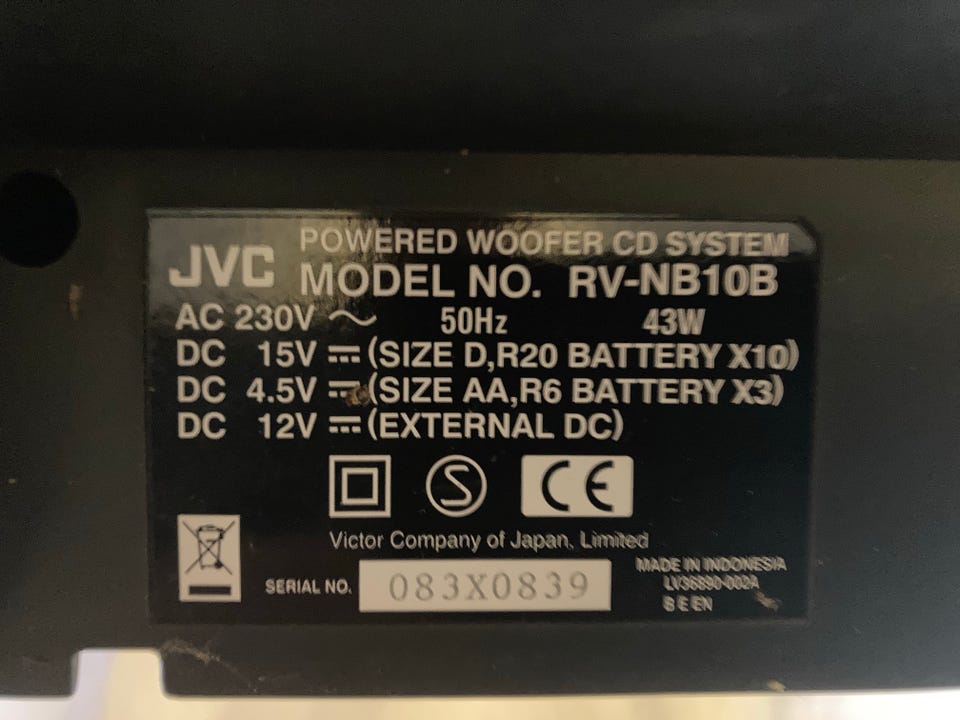 JVC POWERED WOOFER CD SYSTEM
MODEL NO. RV-NB10B
AC 230V ~ 50Hz 43W
DC 15V ⎓ (SIZE D,R20 BATTERY X10)
DC 4.5V ⎓ (SIZE AA,R6 BATTERY X3)
DC 12V ⎓ (EXTERNAL DC)
S CE
Victor Company of Japan, Limited
SERIAL NO. 083X0839
MADE IN INDONESIA
LV36890-002A
B E EN